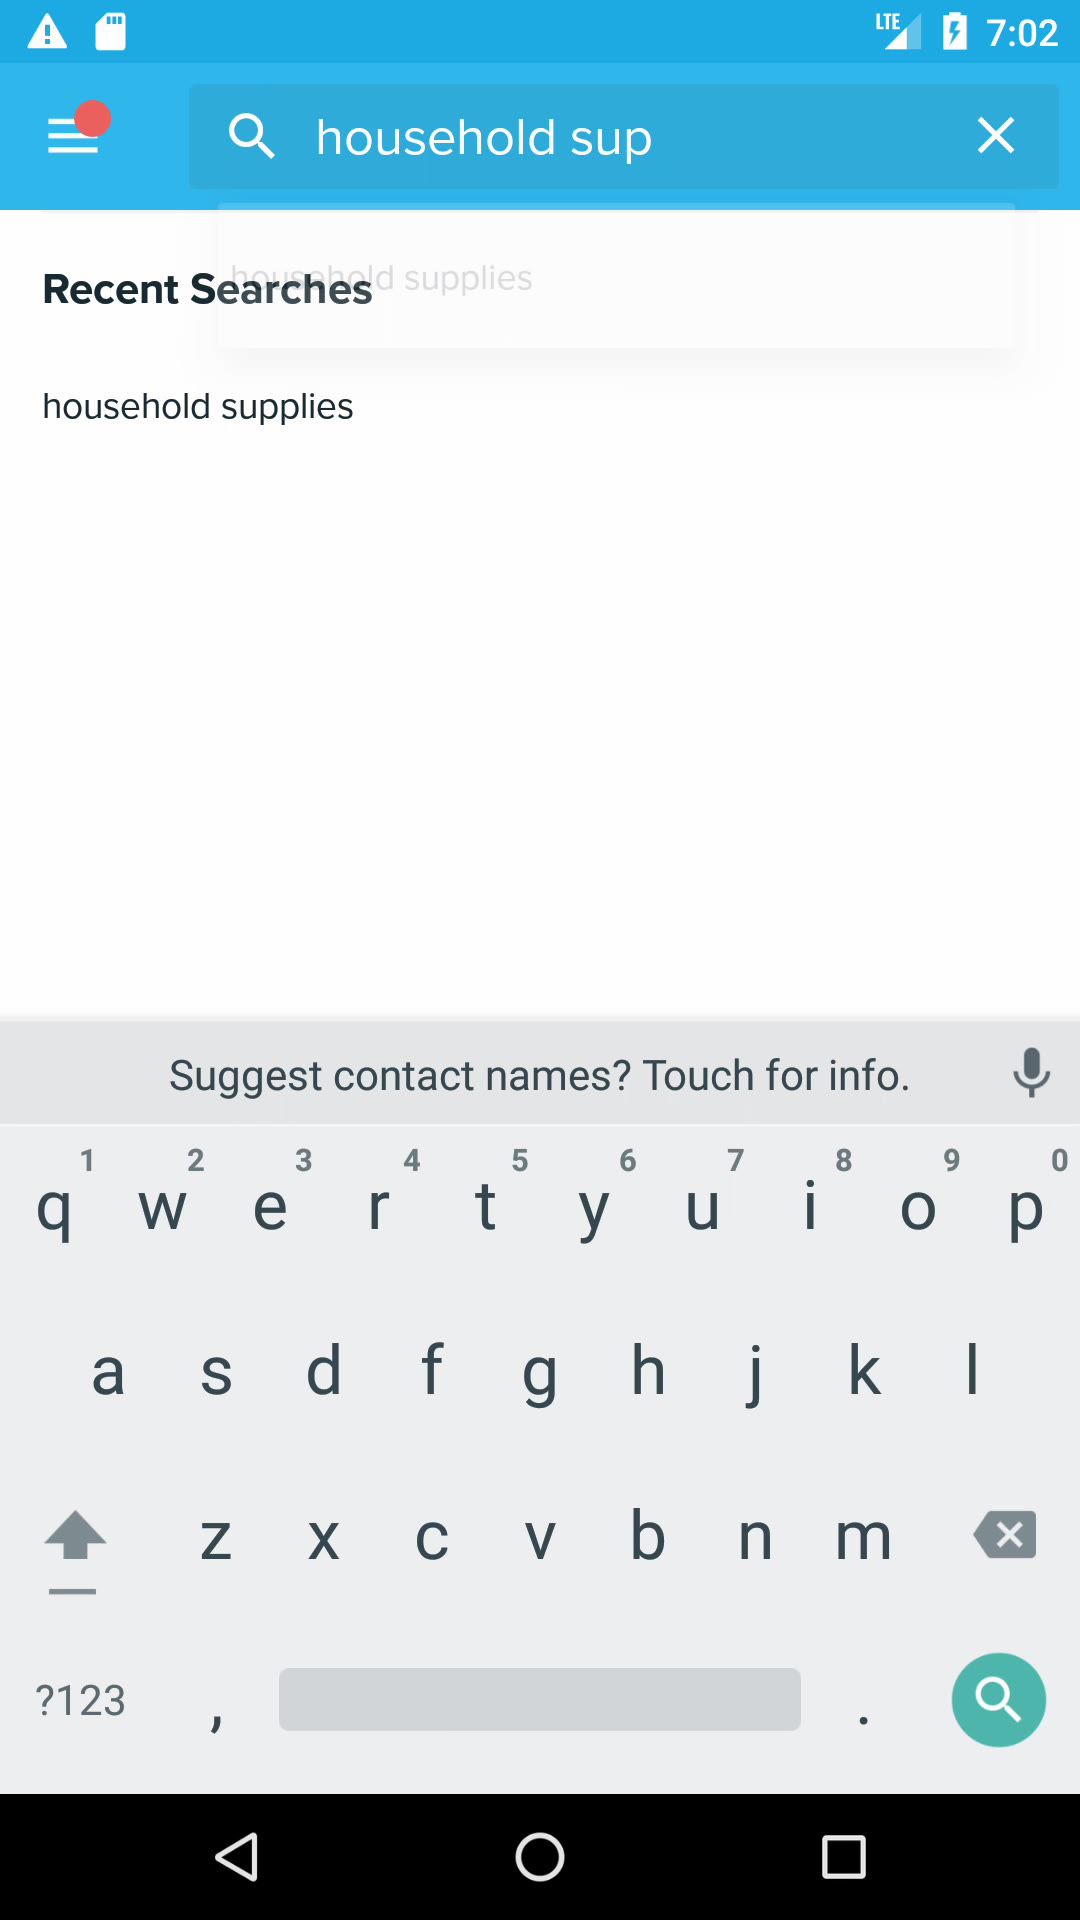 LTE 7:02
household sup
household supplies
Recent Searches
household supplies
Suggest contact names? Touch for info.
1 2 3 4 5 6 7 8 9 0
q w e r t y u i o p
a s d f g h j k l
z x c v b n m
?123 , .